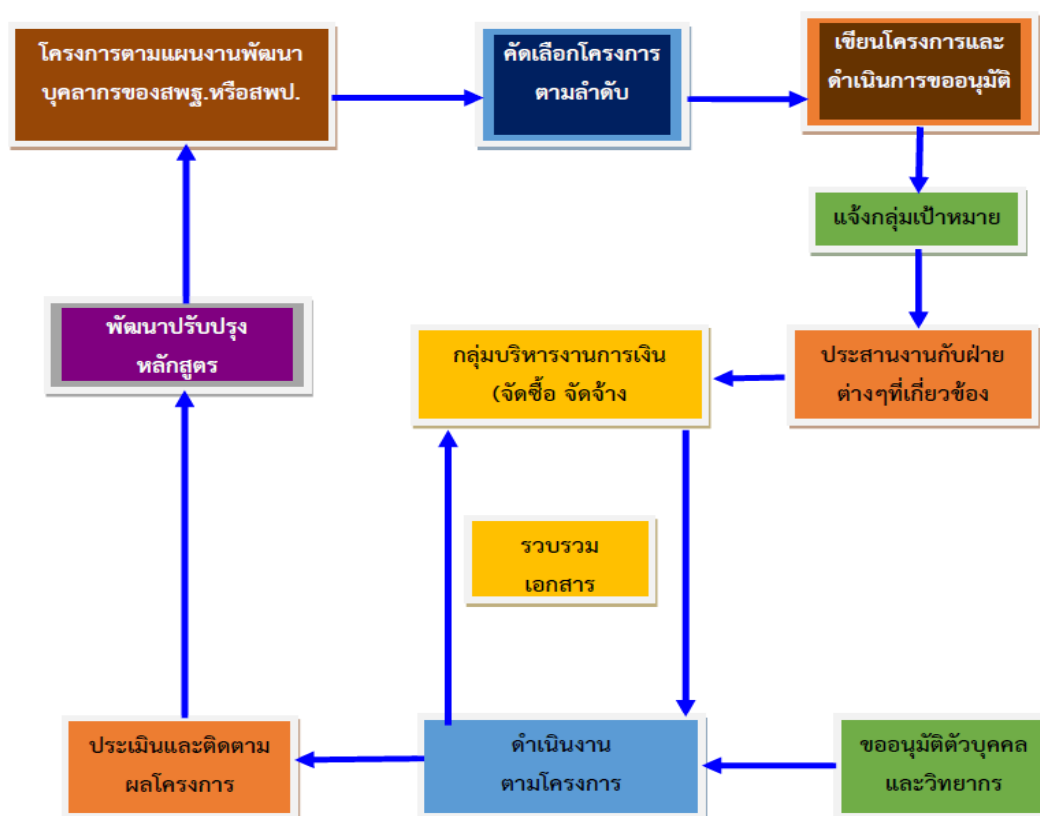 โครงการตามแผนงานพัฒนา
บุคลากรของสพฐ.หรือสพป.
คัดเลือกโครงการ
ตามลำดับ
เขียนโครงการและ
ดำเนินการขออนุมัติ
แจ้งกลุ่มเป้าหมาย
ประสานงานกับฝ่าย
ต่างๆที่เกี่ยวข้อง
กลุ่มบริหารงานการเงิน
(จัดซื้อ จัดจ้าง
พัฒนาปรับปรุง
หลักสูตร
รวบรวม
เอกสาร
ประเมินและติดตาม
ผลโครงการ
ดำเนินงาน
ตามโครงการ
ขออนุมัติตัวบุคคล
และวิทยากร